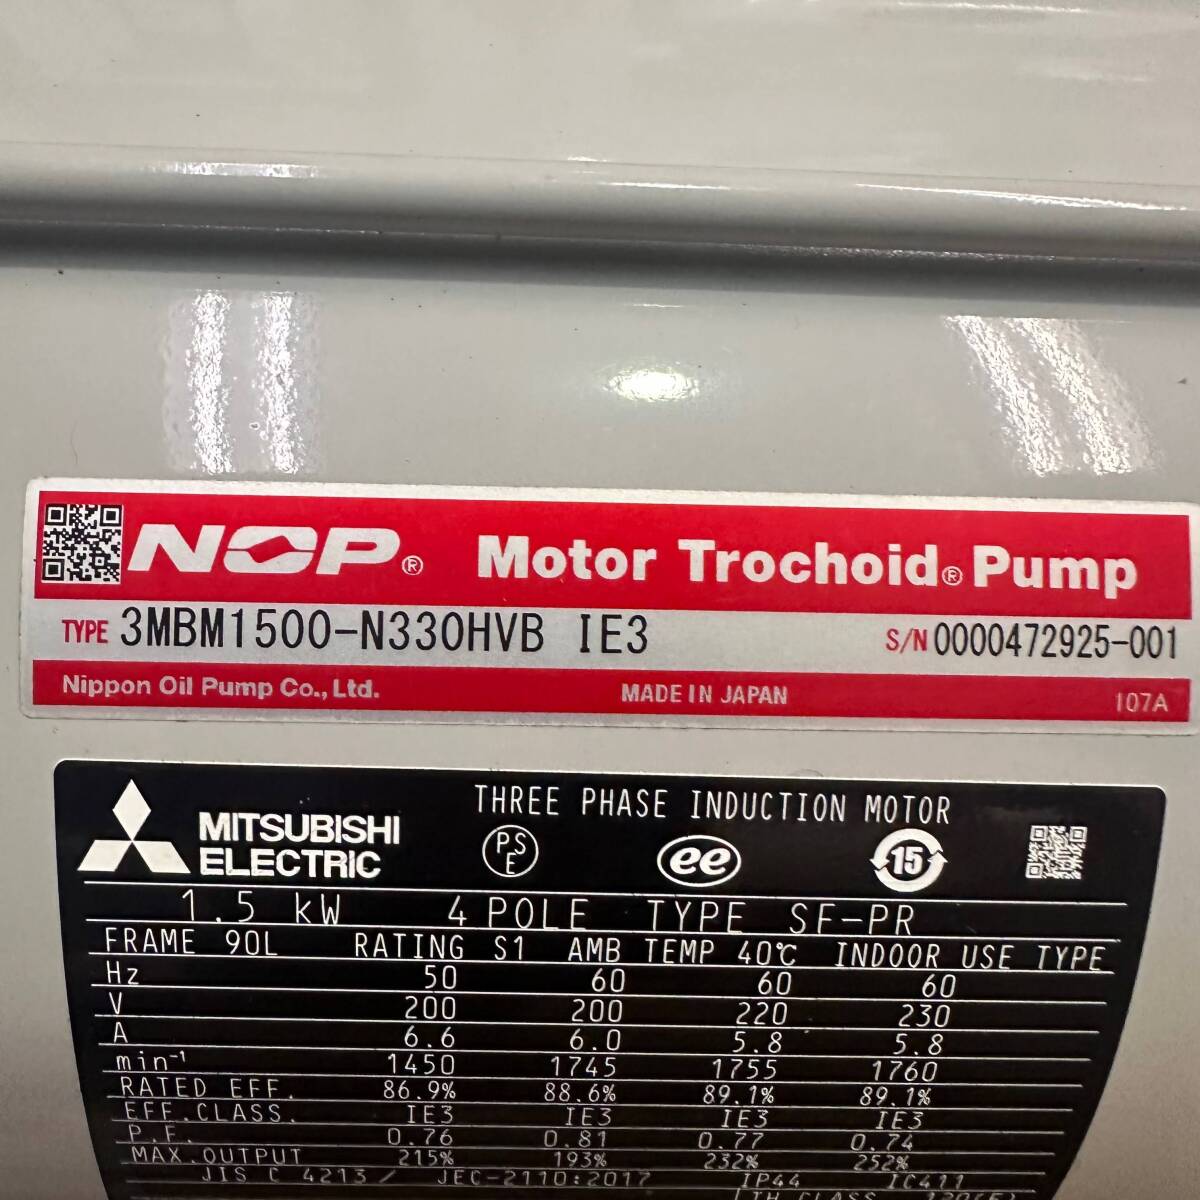 NOP® Motor Trochoid® Pump
TYPE 3MBM1500-N330HVB IE3 S/N 0000472925-001
Nippon Oil Pump Co., Ltd. MADE IN JAPAN 107A
THREE PHASE INDUCTION MOTOR
MITSUBISHI
ELECTRIC
PSE
ee
15
1.5 kW 4 POLE TYPE SF-PR
FRAME 90L RATING S1 AMB TEMP 40℃ INDOOR USE TYPE
Hz 50 60 60 60
V 200 200 220 230
A 6.6 6.0 5.8 5.8
min⁻¹ 1450 1745 1755 1760
RATED EFF. 86.9% 88.6% 89.1% 89.1%
EFF.CLASS. IE3 IE3 IE3 IE3
P.F. 0.76 0.81 0.77 0.74
MAX.OUTPUT 215% 193% 232% 252%
JIS C 4213/ JEC-2110:2017 IP44 IC411